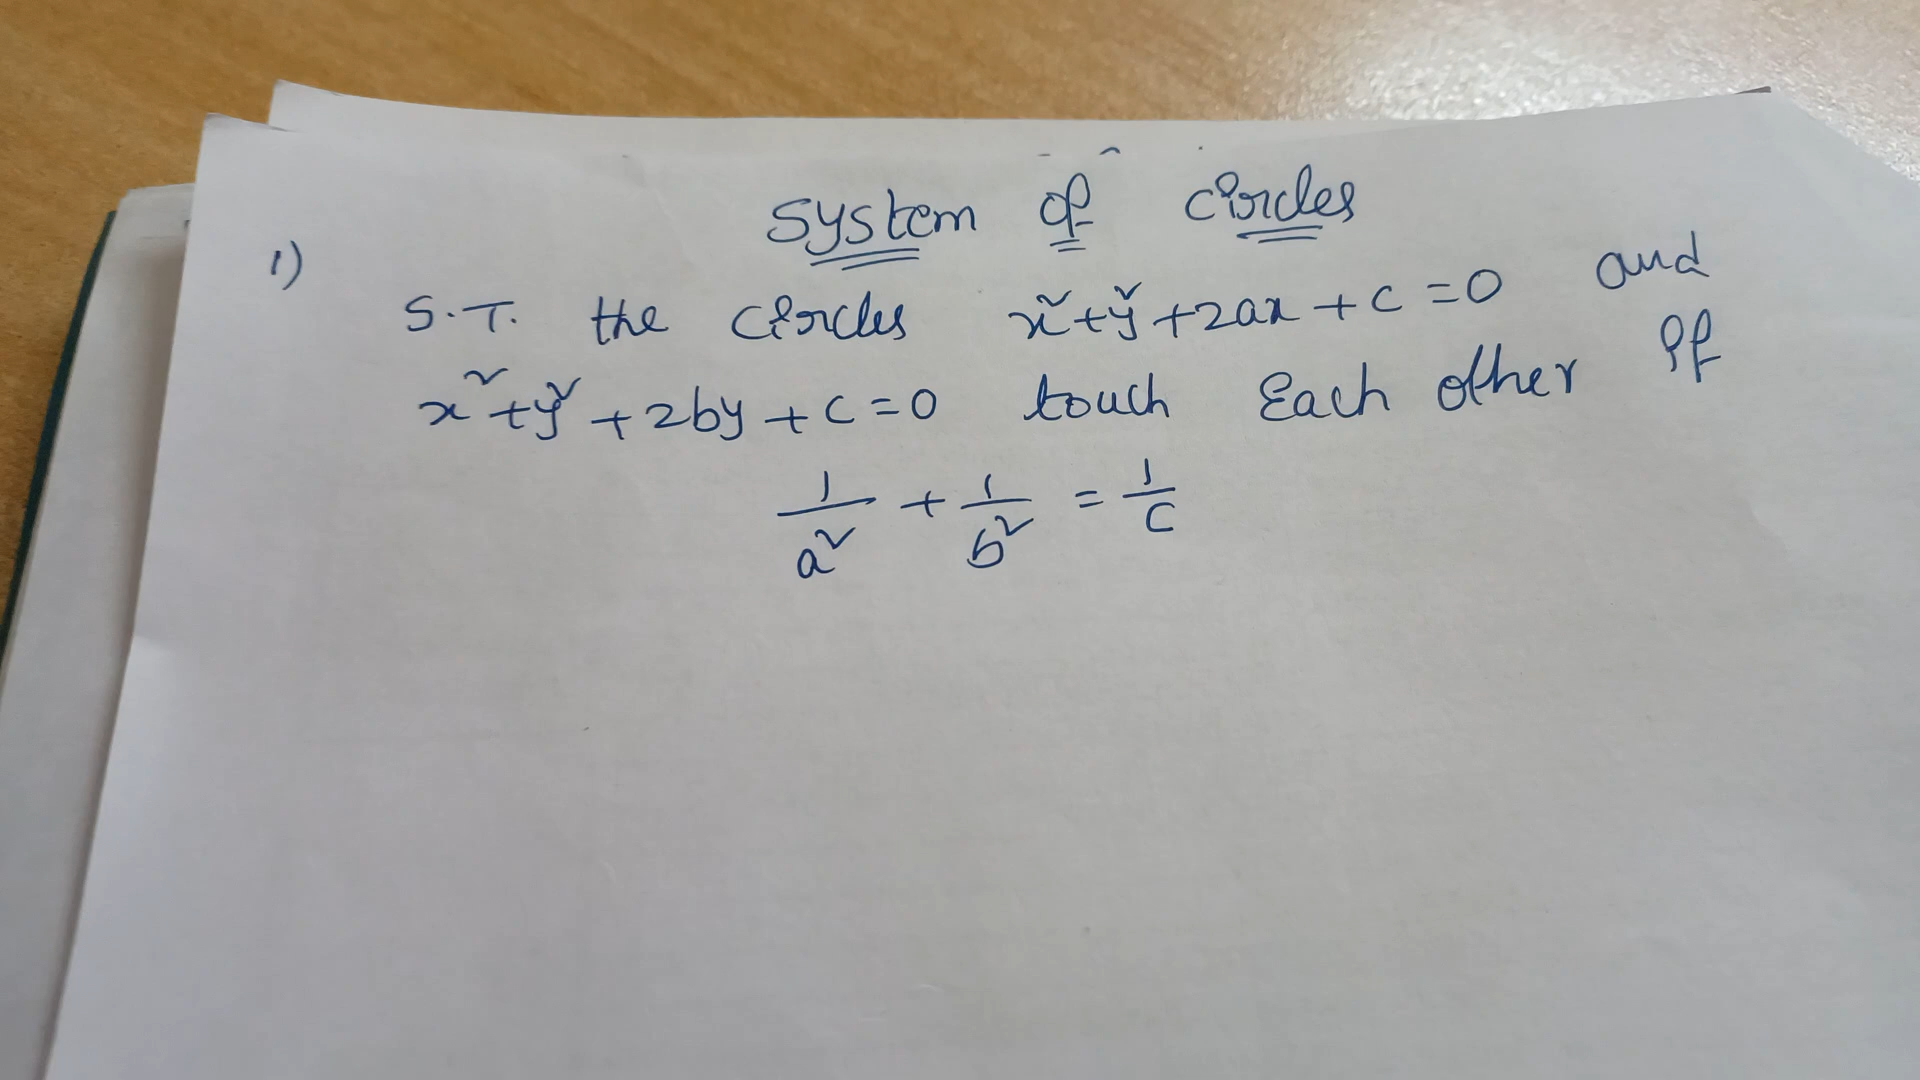 System of circles
1)
S.T. the circles x²+y²+2ax+c=0 and
x²+y²+2by+c=0 touch Each other if
1/a² + 1/b² = 1/c